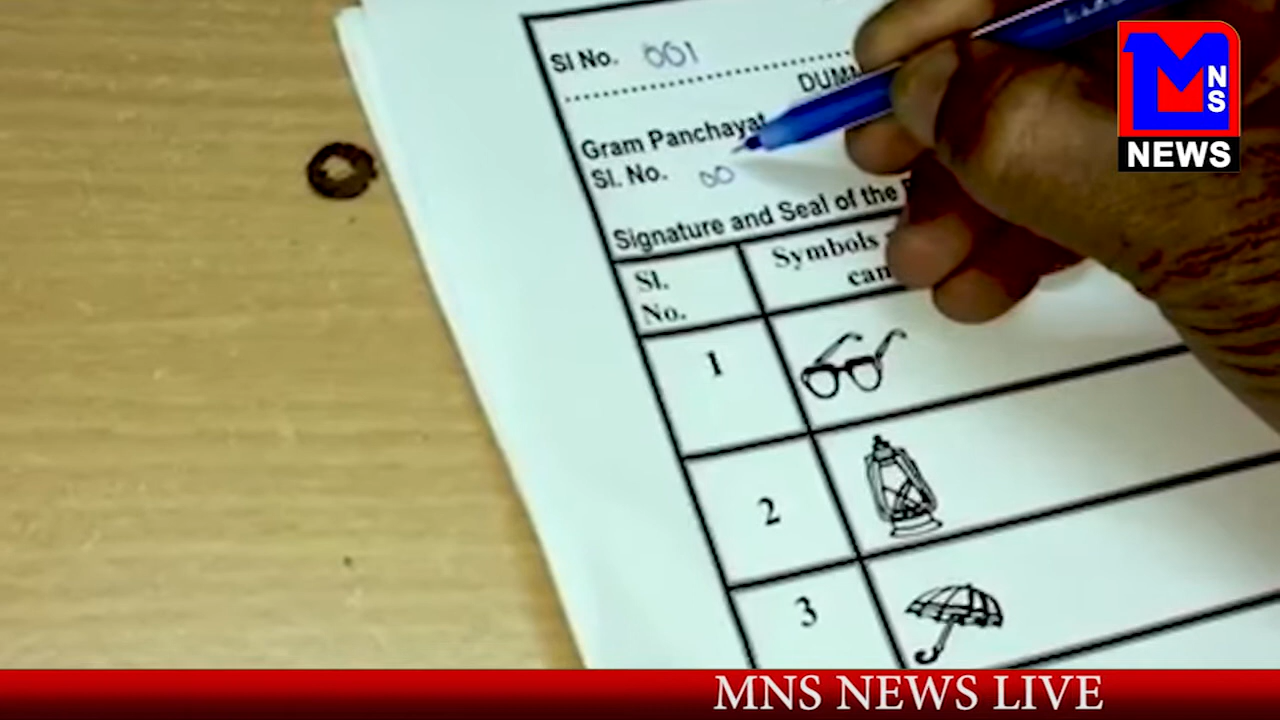 Sl No. 001
Gram Panchayat
Sl. No. 00
Signature and Seal of the
Sl.
No.
Symbols
1
2
3
M
NS
NEWS
MNS NEWS LIVE